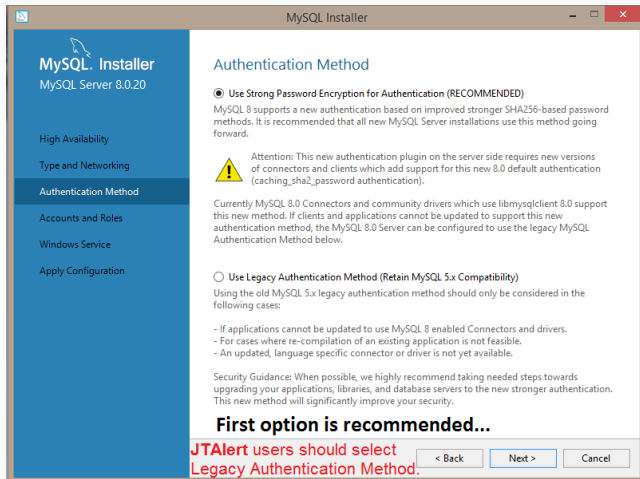 MySQL Installer
MySQL. Installer
MySQL Server 8.0.20
High Availability
Type and Networking
Authentication Method
Accounts and Roles
Windows Service
Apply Configuration
Authentication Method
Use Strong Password Encryption for Authentication (RECOMMENDED)
MySQL 8 supports a new authentication based on improved stronger SHA256-based password
methods. It is recommended that all new MySQL Server installations use this method going
forward.
Attention: This new authentication plugin on the server side requires new versions
of connectors and clients which add support for this new 8.0 default authentication
(caching_sha2_password authentication).
Currently MySQL 8.0 Connectors and community drivers which use libmysqlclient 8.0 support
this new method. If clients and applications cannot be updated to support this new
authentication method, the MySQL 8.0 Server can be configured to use the legacy MySQL
Authentication Method below.
Use Legacy Authentication Method (Retain MySQL 5.x Compatibility)
Using the old MySQL 5.x legacy authentication method should only be considered in the
following cases:
- If applications cannot be updated to use MySQL 8 enabled Connectors and drivers.
- For cases where re-compilation of an existing application is not feasible.
- An updated, language specific connector or driver is not yet available.
Security Guidance: When possible, we highly recommend taking needed steps towards
upgrading your applications, libraries, and database servers to the new stronger authentication.
This new method will significantly improve your security.
First option is recommended...
JTAlert users should select
Legacy Authentication Method.
< Back Next > Cancel